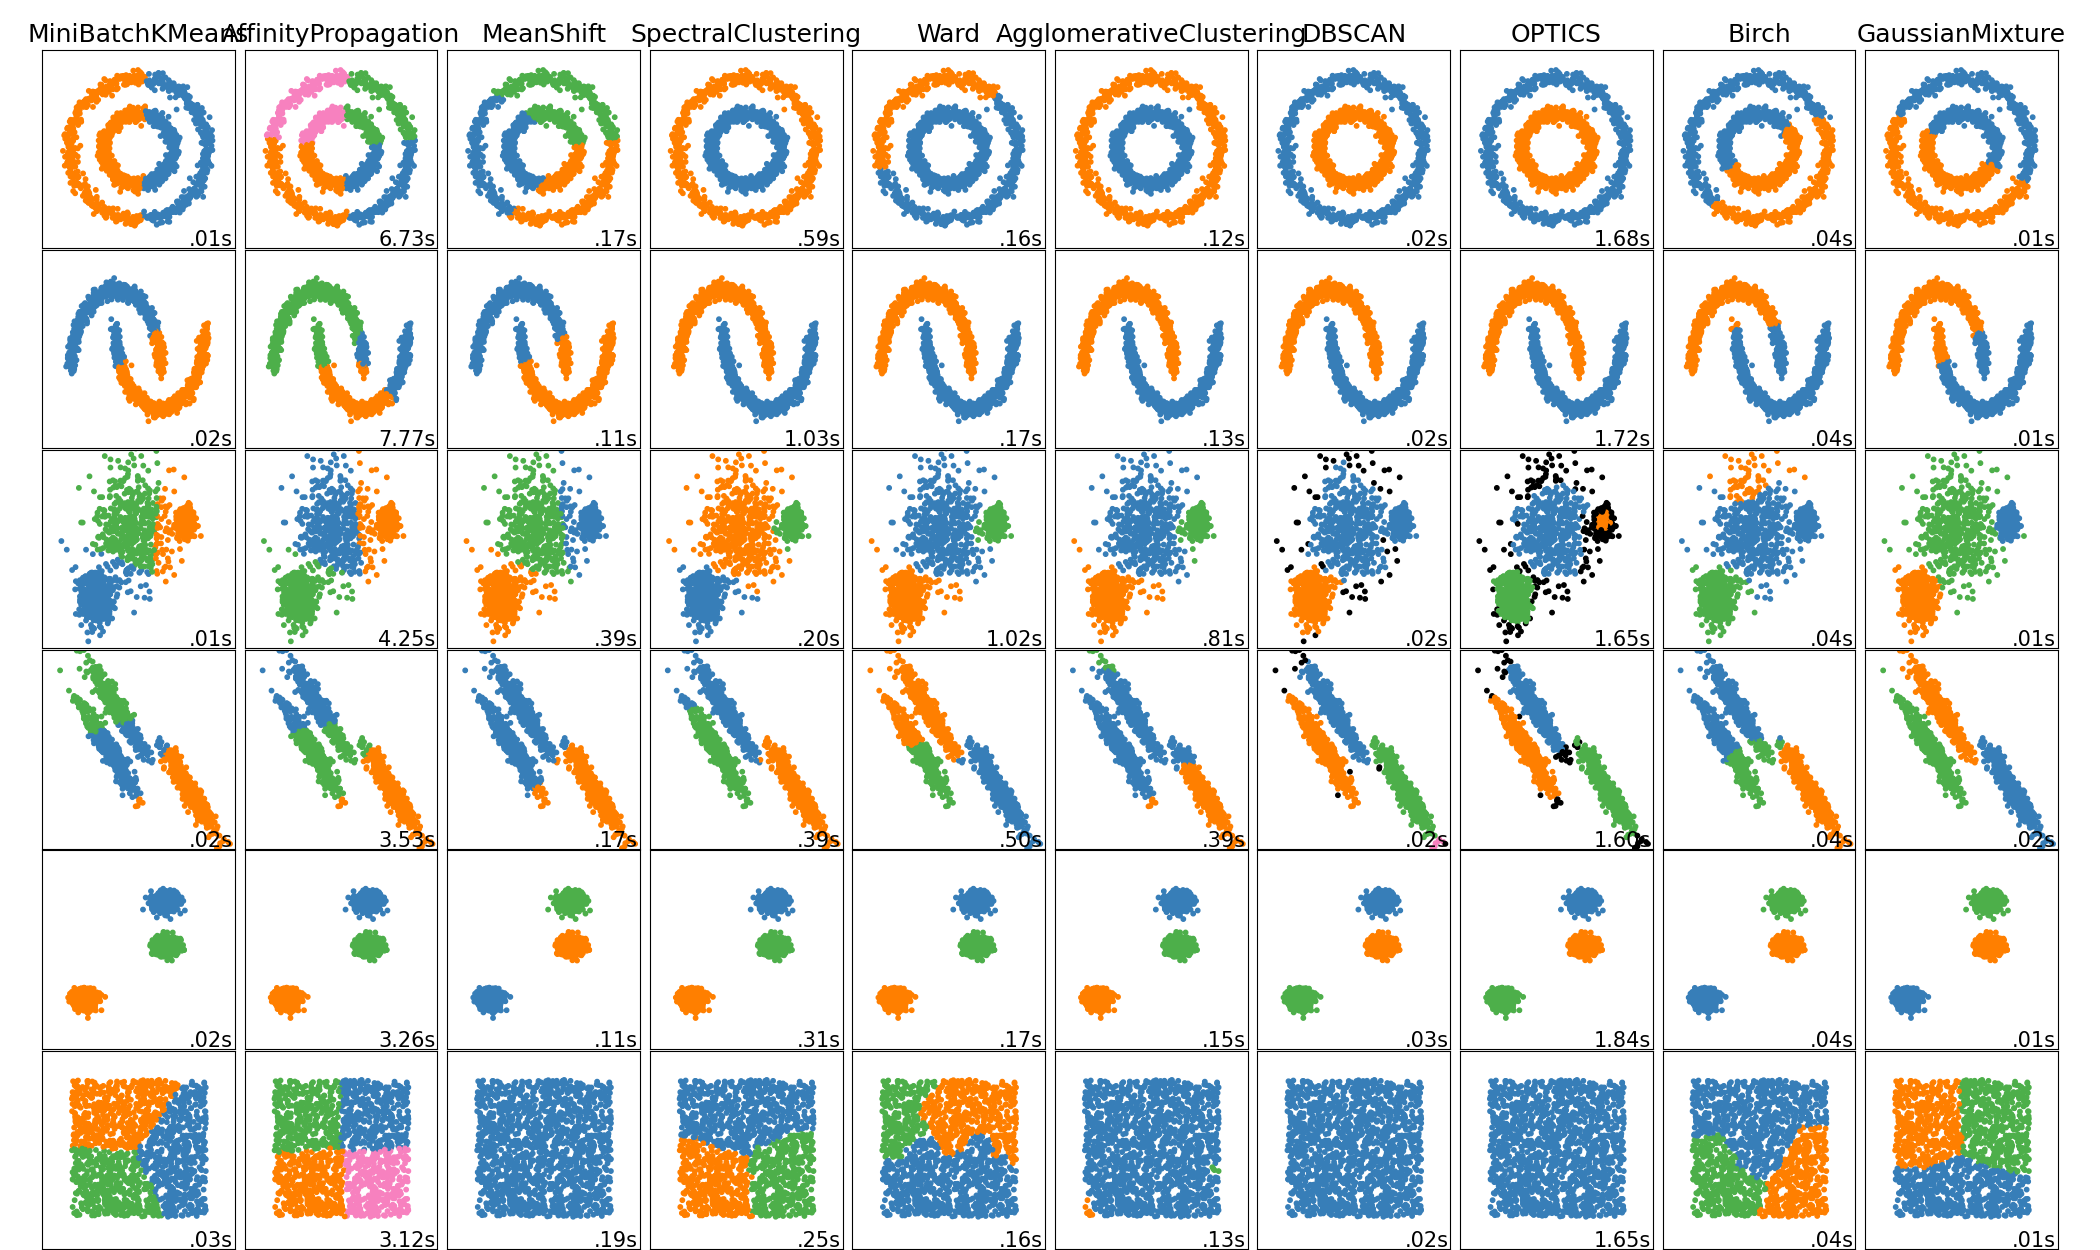 MiniBatchKMeans AffinityPropagation MeanShift SpectralClustering Ward AgglomerativeClustering DBSCAN OPTICS Birch GaussianMixture
.01s 6.73s .17s .59s .16s .12s .02s 1.68s .04s .01s
.02s 7.77s .11s 1.03s .17s .13s .02s 1.72s .04s .01s
.01s 4.25s .39s .20s 1.02s .81s .02s 1.65s .04s .01s
.02s 3.53s .17s .39s .50s .39s .02s 1.60s .04s .02s
.02s 3.26s .11s .31s .17s .15s .03s 1.84s .04s .01s
.03s 3.12s .19s .25s .16s .13s .02s 1.65s .04s .01s